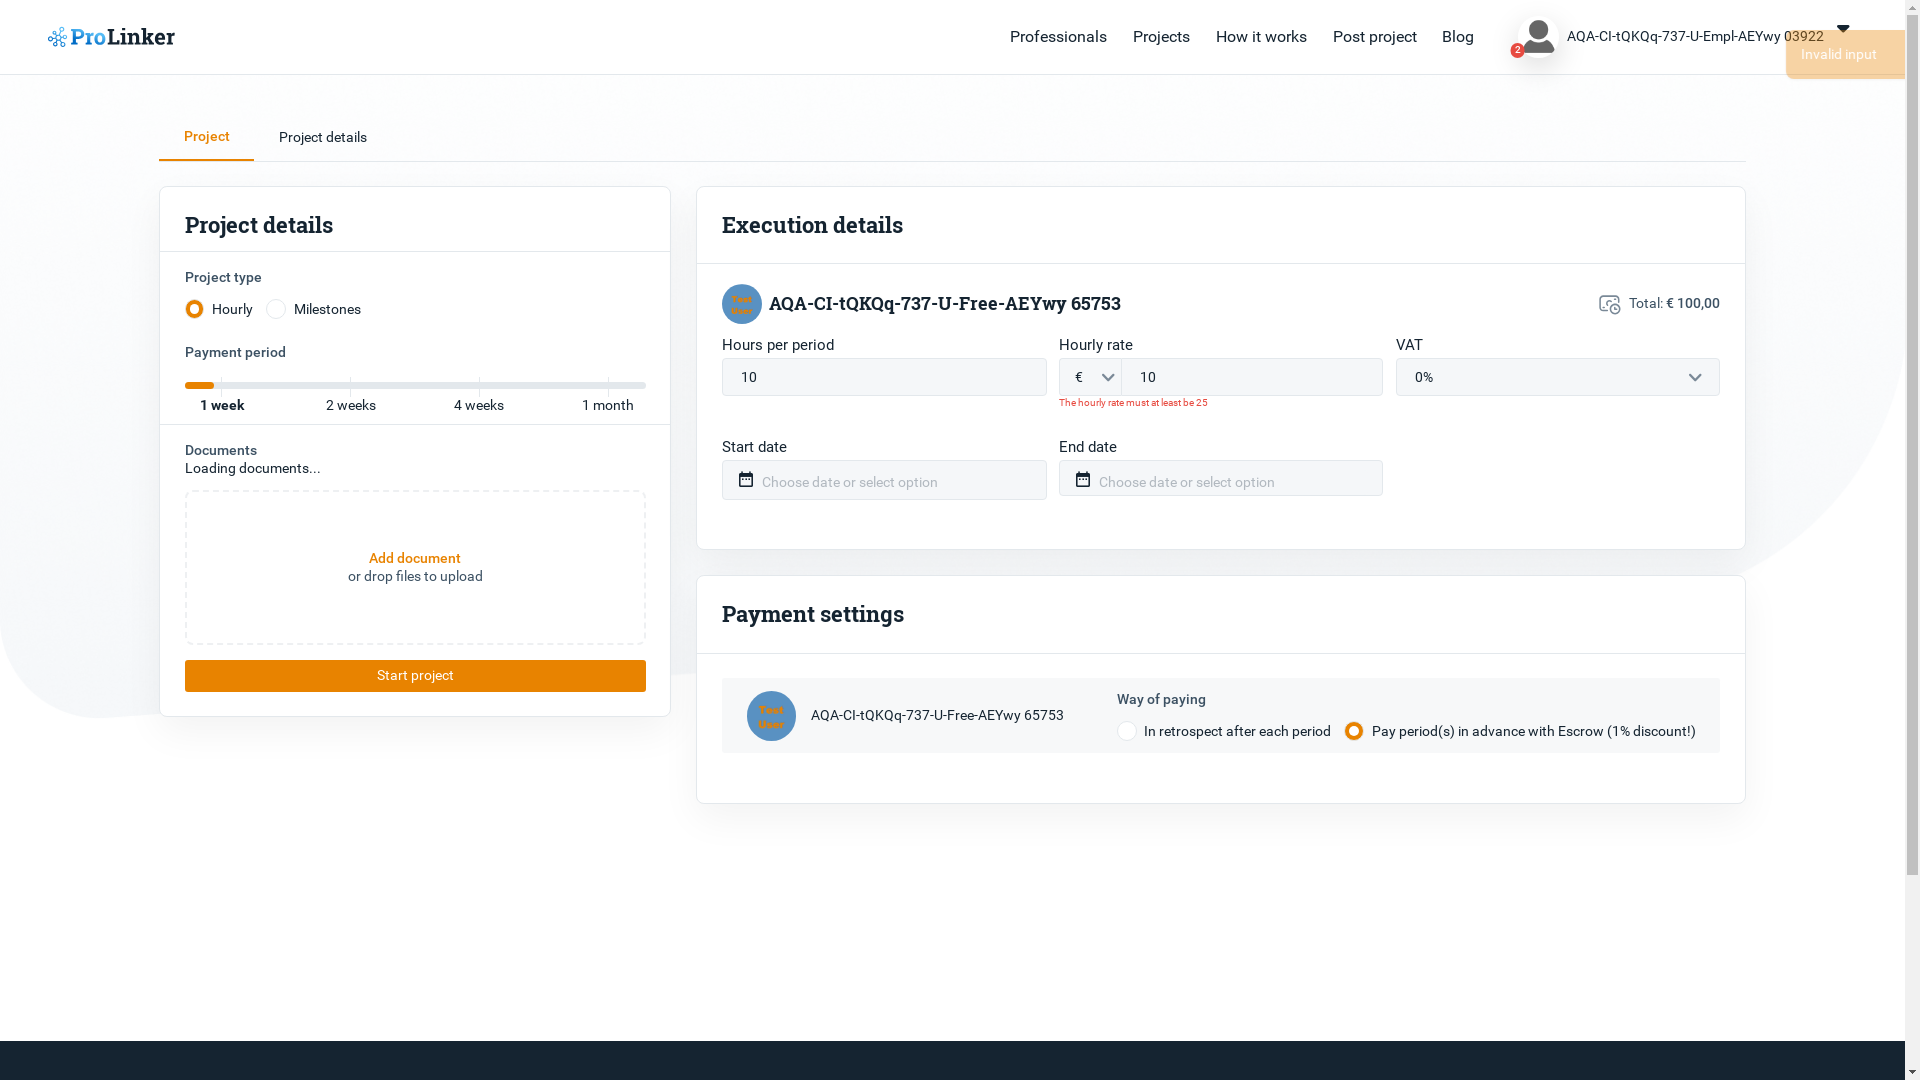 ProLinker
Professionals
Projects
How it works
Post project
Blog
2
AQA-CI-tQKQq-737-U-Empl-AEYwy 03922
Invalid input
Project
Project details
Project details
Project type
Hourly
Milestones
Payment period
1 week
2 weeks
4 weeks
1 month
Documents
Loading documents...
Add document
or drop files to upload
Start project
Execution details
Test
User
AQA-CI-tQKQq-737-U-Free-AEYwy 65753
Total: € 100,00
Hours per period
10
Hourly rate
€
10
The hourly rate must at least be 25
VAT
0%
Start date
Choose date or select option
End date
Choose date or select option
Payment settings
Test
User
AQA-CI-tQKQq-737-U-Free-AEYwy 65753
Way of paying
In retrospect after each period
Pay period(s) in advance with Escrow (1% discount!)